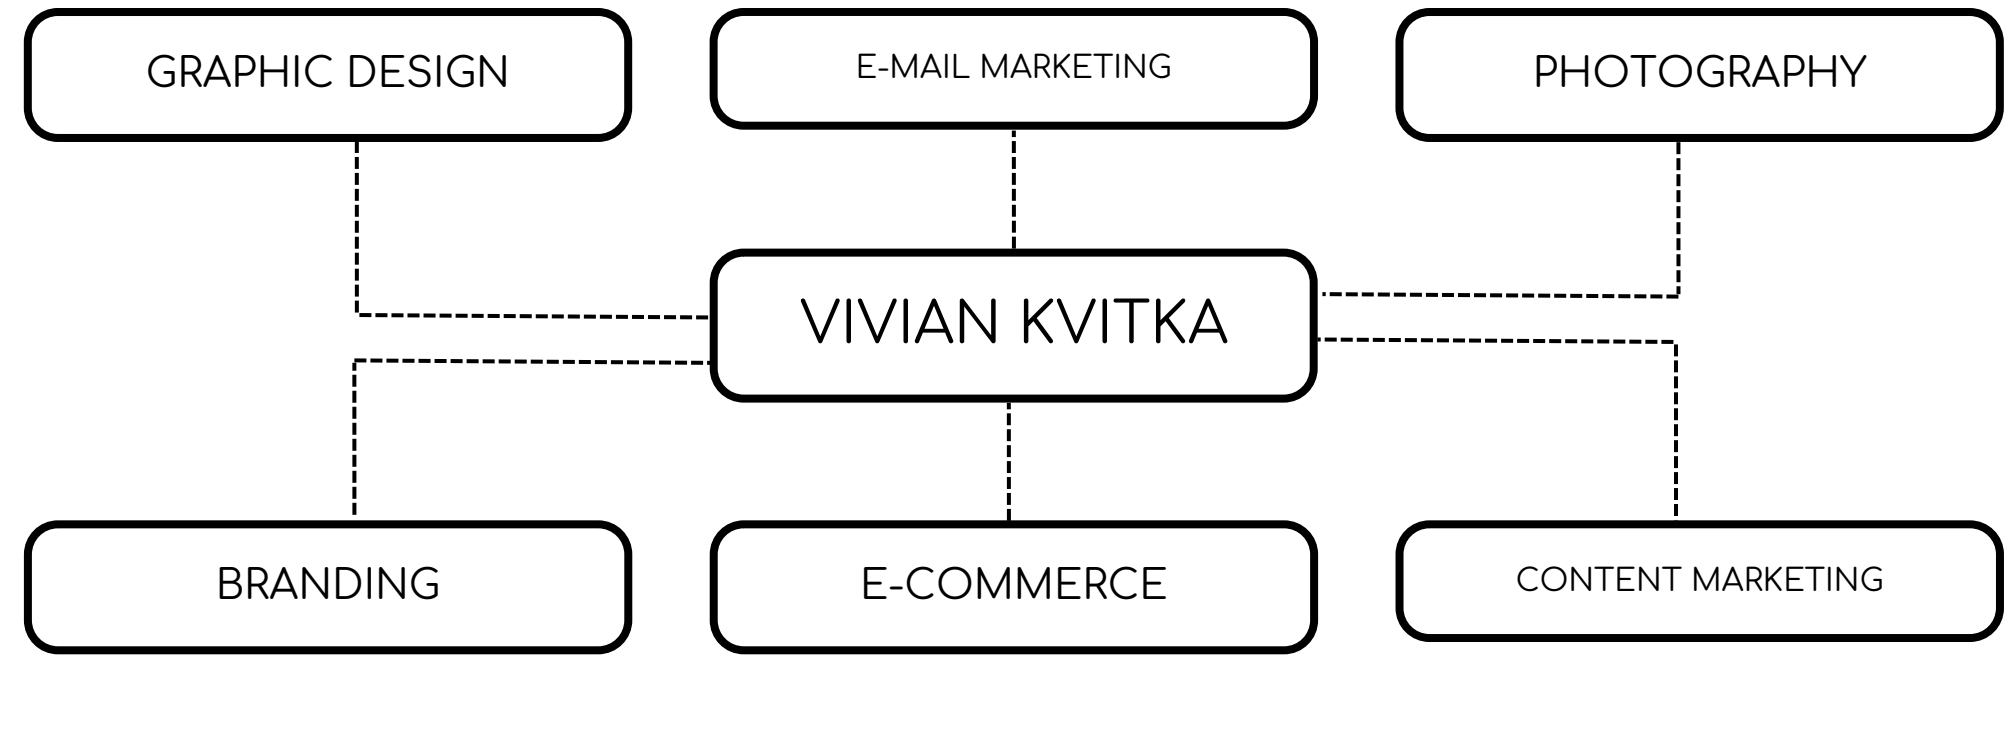 GRAPHIC DESIGN
E-MAIL MARKETING
PHOTOGRAPHY
VIVIAN KVITKA
BRANDING
E-COMMERCE
CONTENT MARKETING